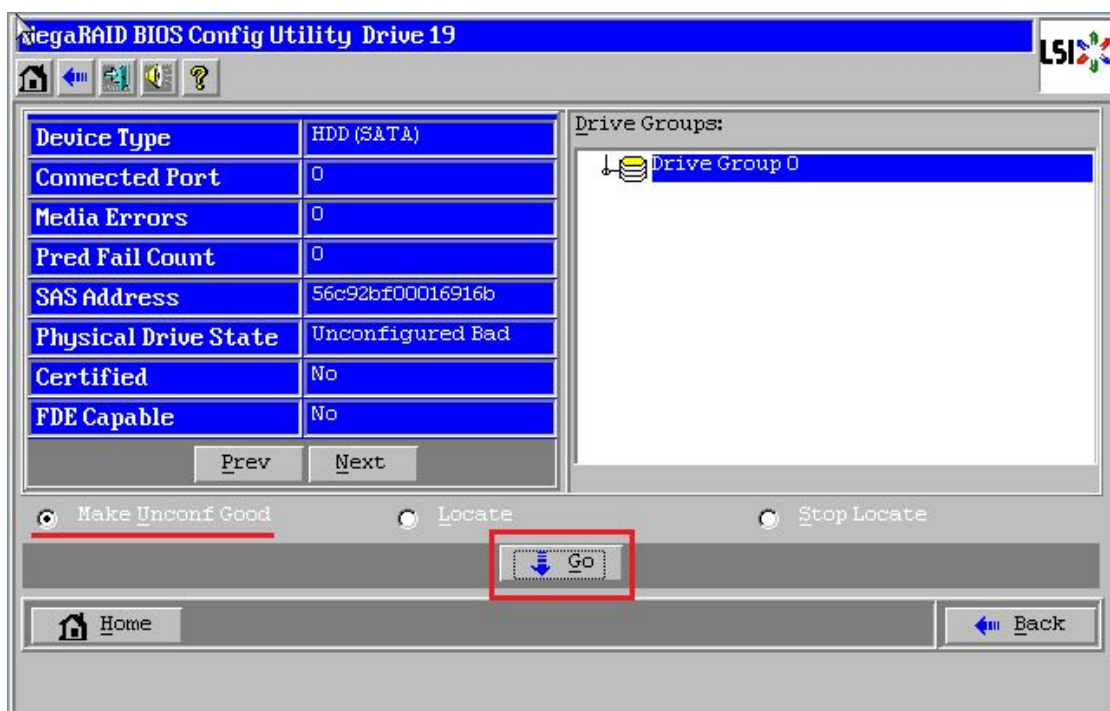 MegaRAID BIOS Config Utility Drive 19
LSI
Device Type HDD (SATA)
Connected Port 0
Media Errors 0
Pred Fail Count 0
SAS Address 56c92bf00016916b
Physical Drive State Unconfigured Bad
Certified No
FDE Capable No
Prev Next
Drive Groups:
Drive Group 0
Make Unconf Good Locate Stop Locate
Go
Home Back